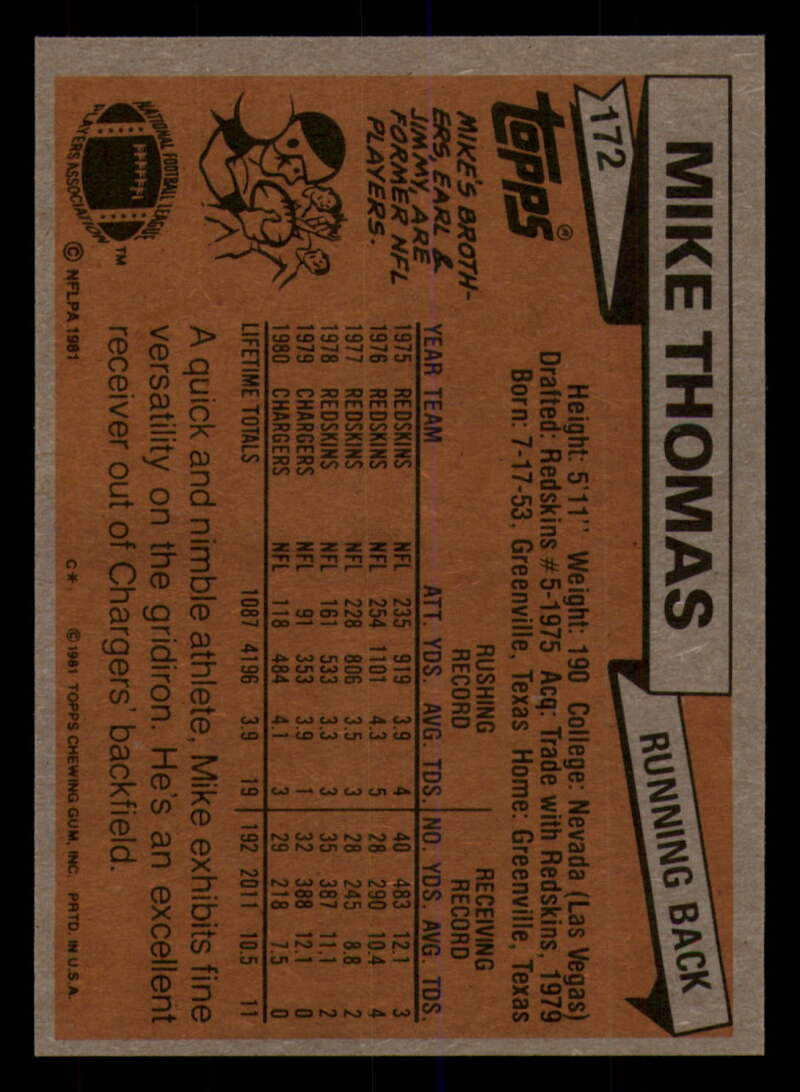 MIKE THOMAS
RUNNING BACK
172
TOPPS®
Height: 5'11" Weight: 190 College: Nevada (Las Vegas)
Drafted: Redskins #5-1975 Acq: Trade with Redskins, 1979
Born: 7-17-53, Greenville, Texas Home: Greenville, Texas
MIKE'S BROTH-
ERS, EARL &
JIMMY, ARE
FORMER NFL
PLAYERS.
RUSHING RECEIVING
RECORD RECORD
YEAR TEAM ATT. YDS. AVG. TDS. NO. YDS. AVG. TDS.
1975 REDSKINS NFL 235 919 3.9 4 40 483 12.1 3
1976 REDSKINS NFL 254 1101 4.3 5 28 290 10.4 4
1977 REDSKINS NFL 228 806 3.5 3 28 245 8.8 2
1978 REDSKINS NFL 161 533 3.3 3 35 387 11.1 2
1979 CHARGERS NFL 91 353 3.9 1 32 388 12.1 0
1980 CHARGERS NFL 118 484 4.1 3 29 218 7.5 0
LIFETIME TOTALS 1087 4196 3.9 19 192 2011 10.5 11
A quick and nimble athlete, Mike exhibits fine
versatility on the gridiron. He's an excellent
receiver out of Chargers' backfield.
NATIONAL FOOTBALL LEAGUE
PLAYERS ASSOCIATION
™
© NFLPA 1981
C* © 1981 TOPPS CHEWING GUM, INC. PRTD. IN U.S.A.